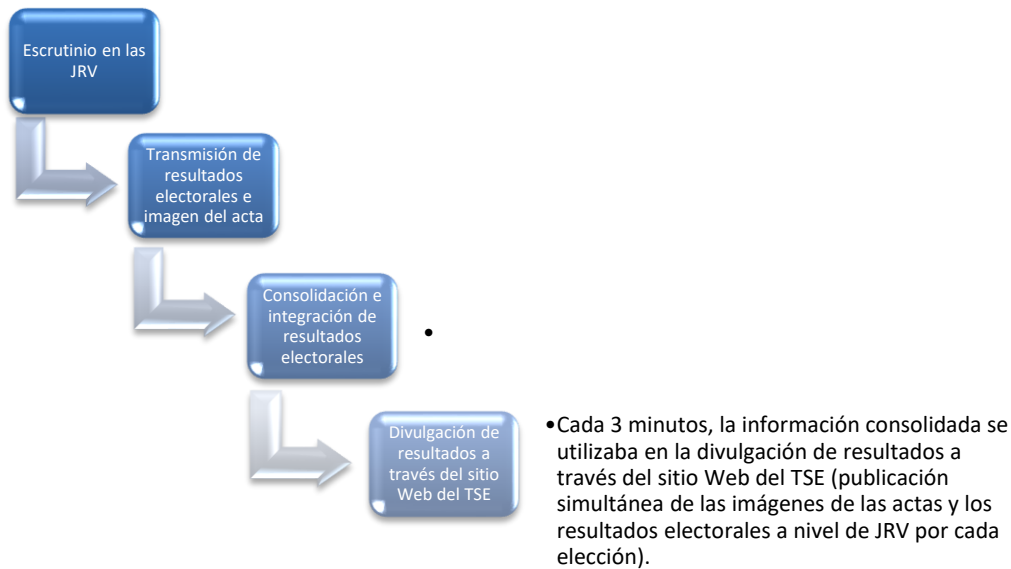 Escrutinio en las
JRV
Transmisión de
resultados
electorales e
imagen del acta
Consolidación e
integración de
resultados
electorales
•
Divulgación de
resultados a
través del sitio
Web del TSE
•Cada 3 minutos, la información consolidada se
utilizaba en la divulgación de resultados a
través del sitio Web del TSE (publicación
simultánea de las imágenes de las actas y los
resultados electorales a nivel de JRV por cada
elección).